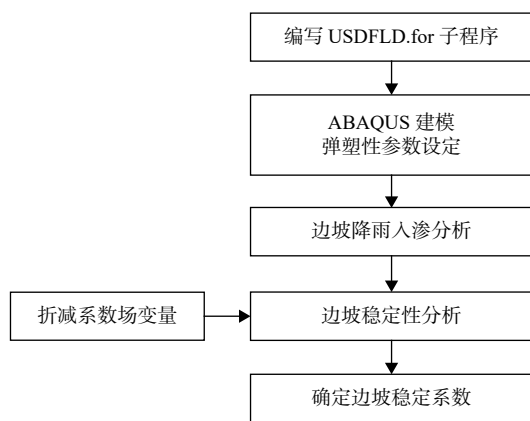 编写 USDFLD.for 子程序
ABAQUS 建模
弹塑性参数设定
边坡降雨入渗分析
折减系数场变量
边坡稳定性分析
确定边坡稳定系数